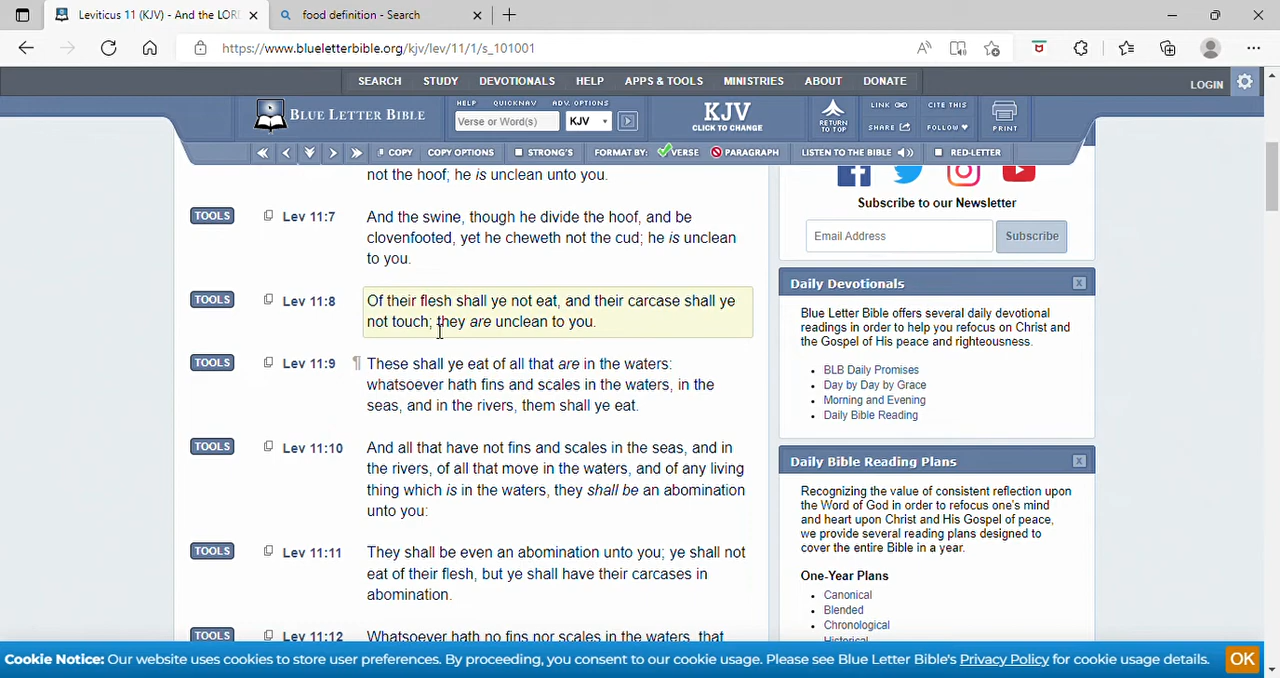 Leviticus 11 (KJV) - And the LOR
food definition - Search
https://www.blueletterbible.org/kjv/lev/11/1/s_101001
SEARCH STUDY DEVOTIONALS HELP APPS & TOOLS MINISTRIES ABOUT DONATE
LOGIN
BLUE LETTER BIBLE
HELP QUICKNAV ADV. OPTIONS
Verse or Word(s) KJV
KJV
CLICK TO CHANGE
RETURN
TO TOP
LINK CITE THIS
SHARE FOLLOW
PRINT
COPY COPY OPTIONS STRONG'S FORMAT BY: VERSE PARAGRAPH LISTEN TO THE BIBLE RED-LETTER
not the hoof; he is unclean unto you.
TOOLS Lev 11:7 And the swine, though he divide the hoof, and be
clovenfooted, yet he cheweth not the cud; he is unclean
to you.
TOOLS Lev 11:8 Of their flesh shall ye not eat, and their carcase shall ye
not touch; they are unclean to you.
TOOLS Lev 11:9 ¶ These shall ye eat of all that are in the waters:
whatsoever hath fins and scales in the waters, in the
seas, and in the rivers, them shall ye eat.
TOOLS Lev 11:10 And all that have not fins and scales in the seas, and in
the rivers, of all that move in the waters, and of any living
thing which is in the waters, they shall be an abomination
unto you:
TOOLS Lev 11:11 They shall be even an abomination unto you; ye shall not
eat of their flesh, but ye shall have their carcases in
abomination.
TOOLS Lev 11:12 Whatsoever hath no fins nor scales in the waters, that
Subscribe to our Newsletter
Email Address Subscribe
Daily Devotionals X
Blue Letter Bible offers several daily devotional
readings in order to help you refocus on Christ and
the Gospel of His peace and righteousness.
BLB Daily Promises
Day by Day by Grace
Morning and Evening
Daily Bible Reading
Daily Bible Reading Plans X
Recognizing the value of consistent reflection upon
the Word of God in order to refocus one's mind
and heart upon Christ and His Gospel of peace,
we provide several reading plans designed to
cover the entire Bible in a year.
One-Year Plans
Canonical
Blended
Chronological
Historical
Cookie Notice: Our website uses cookies to store user preferences. By proceeding, you consent to our cookie usage. Please see Blue Letter Bible's Privacy Policy for cookie usage details. OK